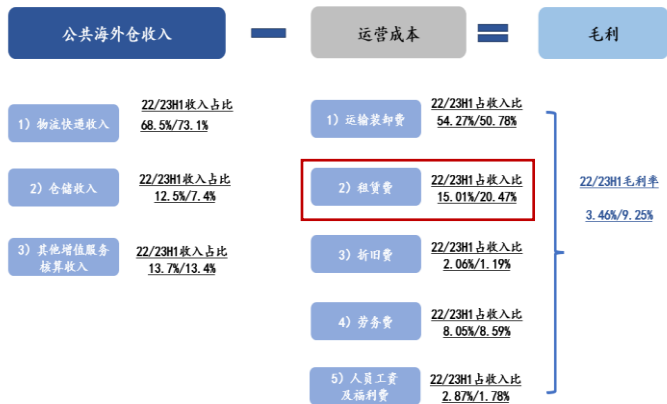 公共海外仓收入
运营成本
毛利
1）物流快递收入
22/23H1收入占比
68.5%/73.1%
2）仓储收入
22/23H1收入占比
12.5%/7.4%
3）其他增值服务
核算收入
22/23H1收入占比
13.7%/13.4%
1）运输装卸费
22/23H1占收入比
54.27%/50.78%
2）租赁费
22/23H1占收入比
15.01%/20.47%
3）折旧费
22/23H1占收入比
2.06%/1.19%
4）劳务费
22/23H1占收入比
8.05%/8.59%
5）人员工资
及福利费
22/23H1占收入比
2.87%/1.78%
22/23H1毛利率
3.46%/9.25%